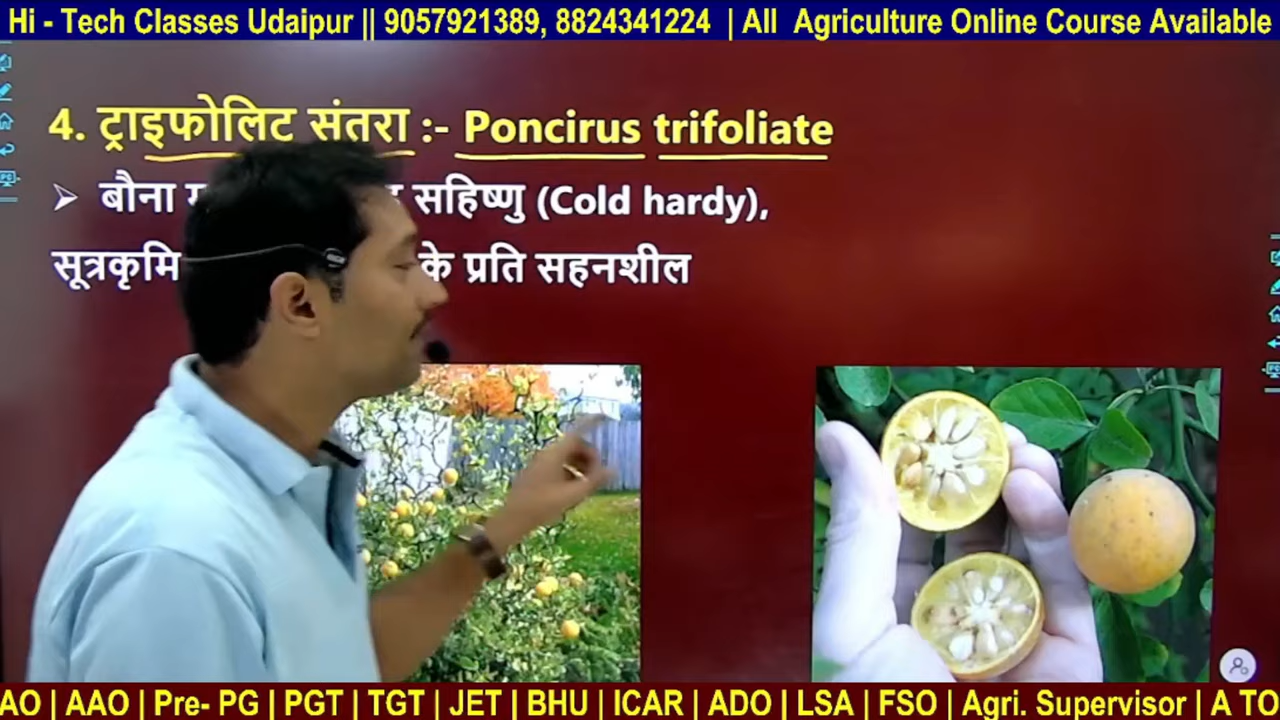 Hi - Tech Classes Udaipur || 9057921389, 8824341224 | All Agriculture Online Course Available
4. ट्राइफोलिट संतरा :- Poncirus trifoliate
➢ बौना सहिष्णु (Cold hardy),
सूत्रकृमि के प्रति सहनशील
AO | AAO | Pre- PG | PGT | TGT | JET | BHU | ICAR | ADO | LSA | FSO | Agri. Supervisor | A TO